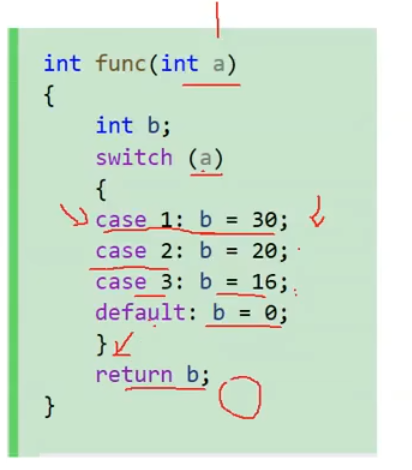 int func(int a)
{
int b;
switch (a)
{
case 1: b = 30;
case 2: b = 20;
case 3: b = 16;
default: b = 0;
}
return b;
}